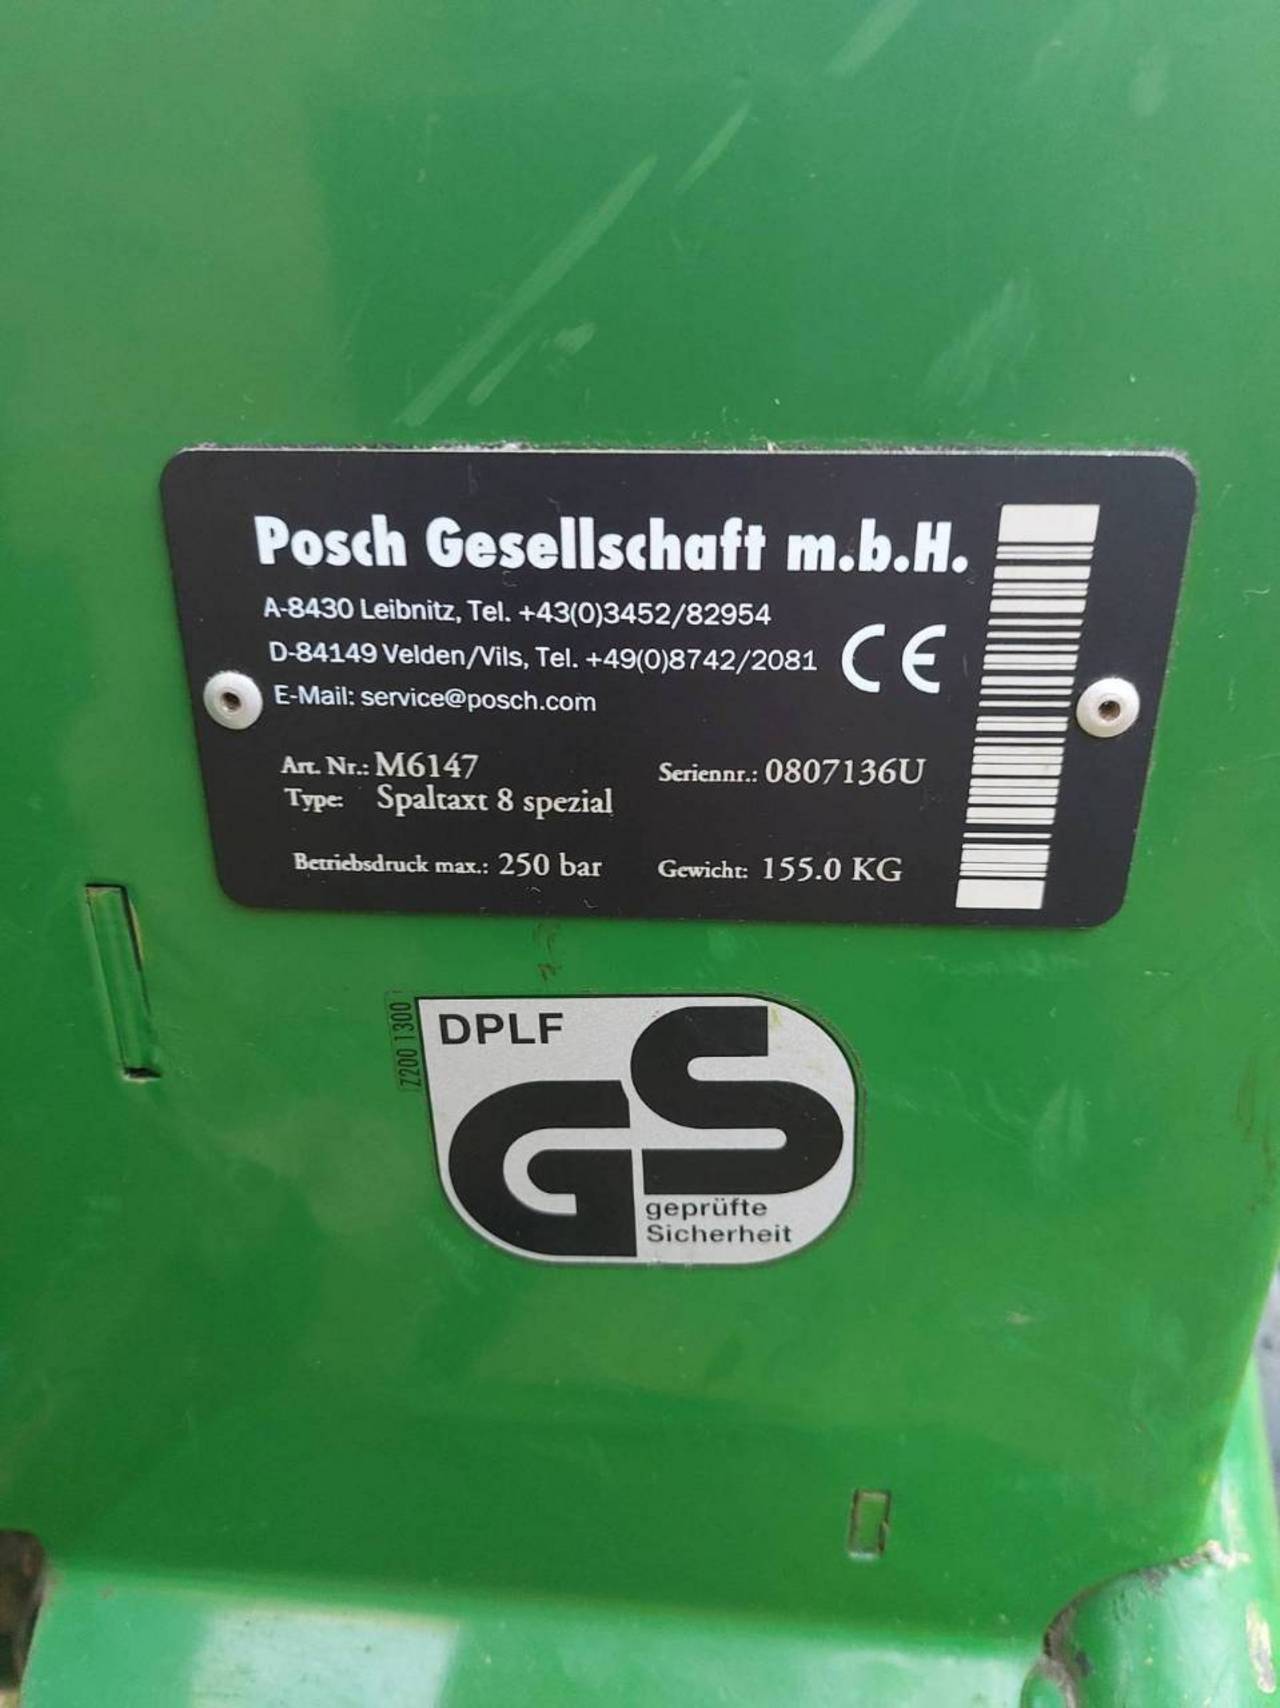 Posch Gesellschaft m.b.H.
A-8430 Leibnitz, Tel. +43(0)3452/82954
D-84149 Velden/Vils, Tel. +49(0)8742/2081
E-Mail: service@posch.com
CE
Art. Nr.: M6147 Seriennr.: 0807136U
Type: Spaltaxt 8 spezial
Betriebsdruck max.: 250 bar Gewicht: 155.0 KG
Z200 1300
DPLF
GS
geprüfte
Sicherheit